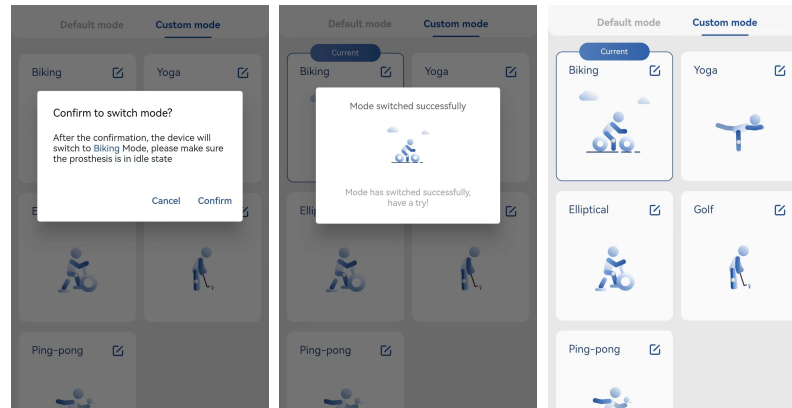 Default mode
Custom mode
Biking
Yoga
Confirm to switch mode?
After the confirmation, the device will
switch to Biking Mode, please make sure
the prosthesis is in idle state
Cancel
Confirm
E
Ping-pong
Default mode
Custom mode
Current
Biking
Yoga
Mode switched successfully
Mode has switched successfully,
have a try!
Elli
Ping-pong
Default mode
Custom mode
Current
Biking
Yoga
Elliptical
Golf
Ping-pong